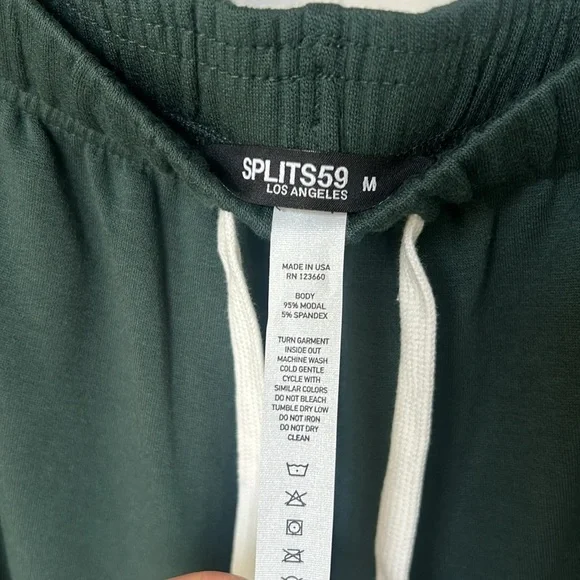 SPLITS59 M
LOS ANGELES
MADE IN USA
RN 123660
BODY
95% MODAL
5% SPANDEX
TURN GARMENT
INSIDE OUT
MACHINE WASH
COLD GENTLE
CYCLE WITH
SIMILAR COLORS
DO NOT BLEACH
TUMBLE DRY LOW
DO NOT IRON
DO NOT DRY
CLEAN